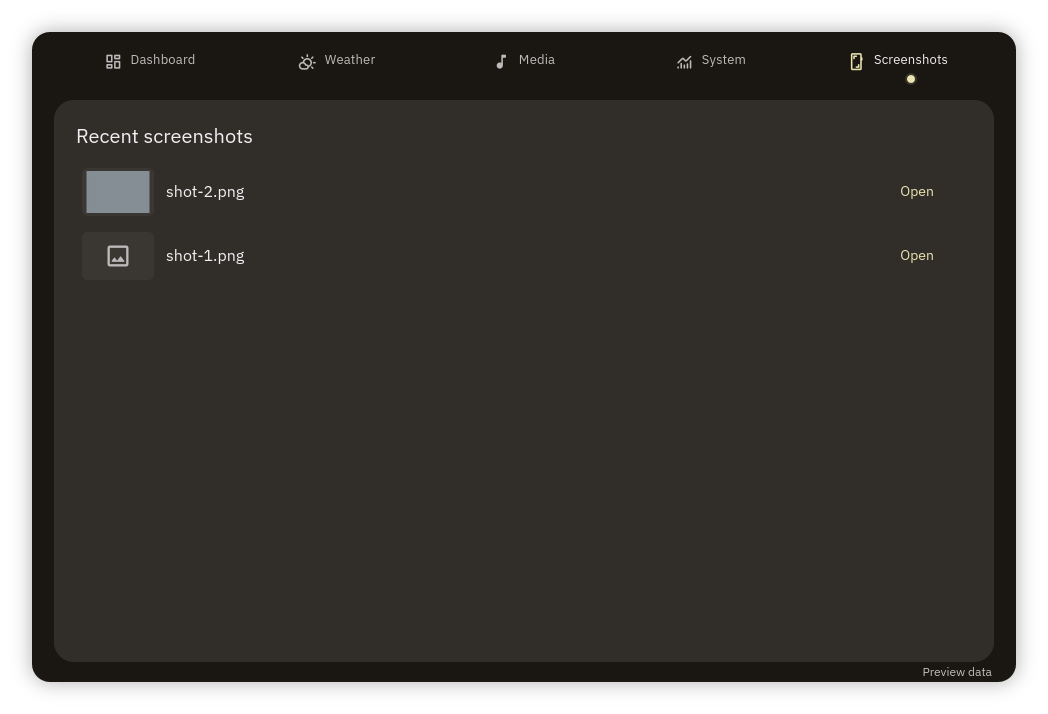 Dashboard Weather Media System Screenshots
Recent screenshots
shot-2.png Open
shot-1.png Open
Preview data